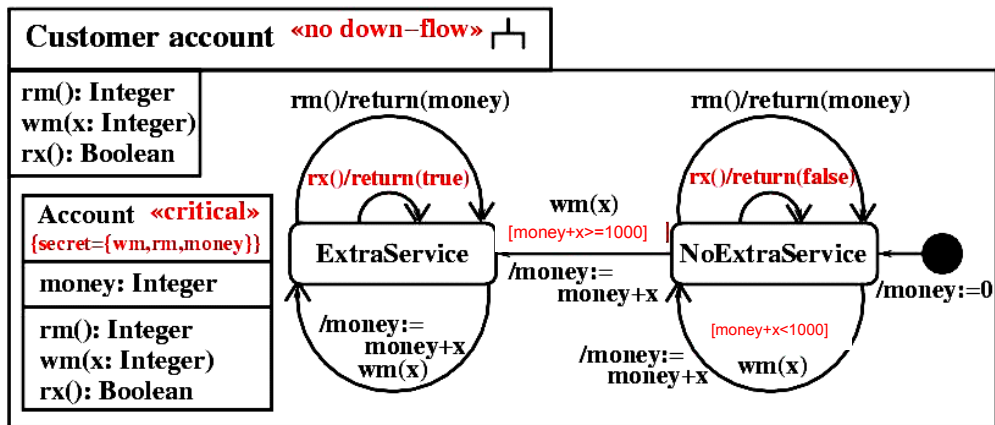 Customer account «no down–flow»
rm(): Integer
wm(x: Integer)
rx(): Boolean
Account «critical»
{secret={wm,rm,money}}
money: Integer
rm(): Integer
wm(x: Integer)
rx(): Boolean
rm()/return(money)
rx()/return(true)
ExtraService
/money:=
money+x
wm(x)
wm(x)
[money+x>=1000] ]
/money:=
money+x
rm()/return(money)
rx()/return(false)
NoExtraService
/money:=0
[money+x<1000]
/money:=
money+x
wm(x)